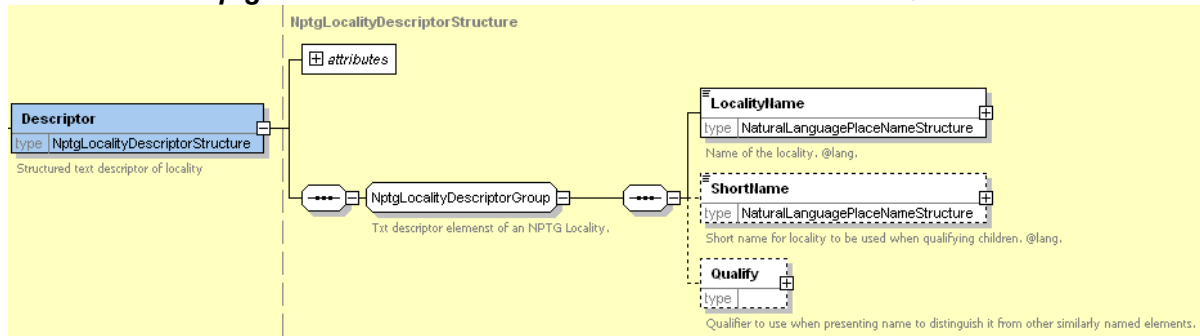 NptgLocalityDescriptorStructure
attributes
Descriptor
type NptgLocalityDescriptorStructure
Structured text descriptor of locality
NptgLocalityDescriptorGroup
Txt descriptor elemenst of an NPTG Locality.
LocalityName
type NaturalLanguagePlaceNameStructure
Name of the locality. @lang.
ShortName
type NaturalLanguagePlaceNameStructure
Short name for locality to be used when qualifying children. @lang.
Qualify
type
Qualifier to use when presenting name to distinguish it from other similarly named elements.